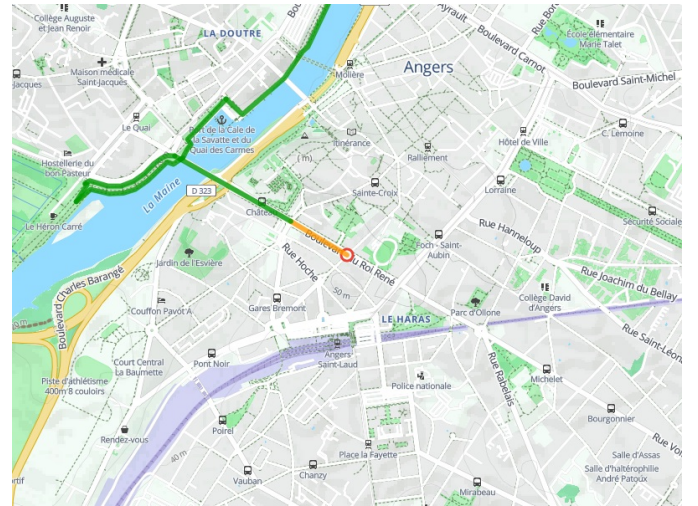 Collège Auguste
et Jean Renoir
LA DOUTRE
Maison médicale
Saint-Jacques
Jacques
Le Quai
Port de la Cale de
la Savatte et du
Quai des Carmes
Hostellerie du
bon Pasteur
Le Héron Carré
La Maine
D 323
Molière
Angers
Boulevard Carnot
École élémentaire
Marie Talet
Boulevard Saint-Michel
C. Lemoine
Itinérance
( m)
Ralliement
Hôtel de Ville
Lorraine
Sainte-Croix
Sécurité Sociale
Rue Hanneloup
Foch - Saint-
Aubin
Boulevard du Roi René
Rue Hoche
Jardin de l'Esvière
Boulevard Charles Barangé
Couffon Pavot A
Gares Bremont
50 m
LE HARAS
Parc d'Ollone
Collège David
d'Angers
Rue Joachim du Bellay
Rue Saint-Léon
Court Central
La Baumette
Pont Noir
Angers
Saint-Laud
Rue Rabelais
Piste d'athlétisme
400m 8 couloirs
Police nationale
Michelet
Bourgonnier
Rendez-vous
Poirel
40 m
Place la Fayette
Vauban
Chanzy
Mirabeau
Salle d'Assas
Salle d'haltérophilie
André Patoux